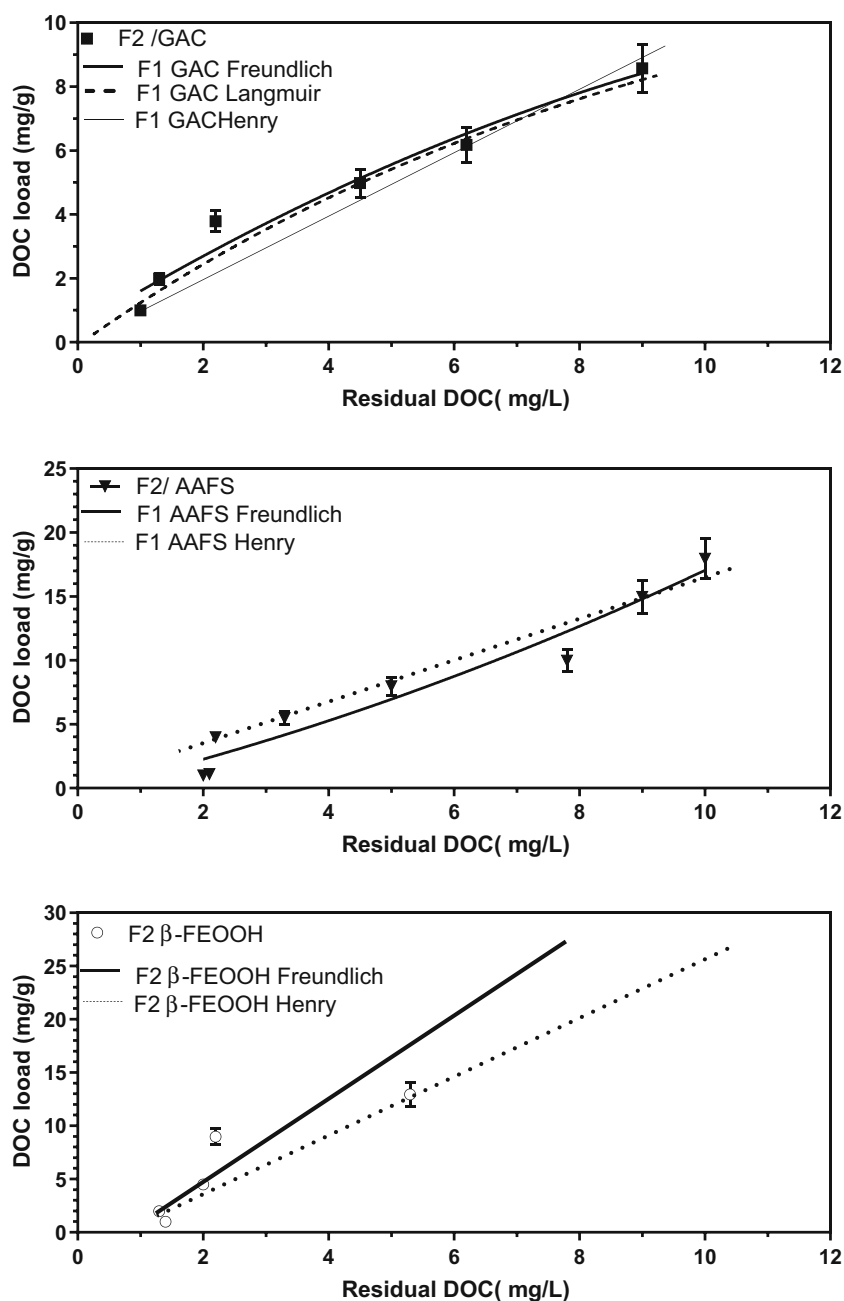 10
8
6
4
2
0
DOC looad (mg/g)
F2 /GAC
F1 GAC Freundlich
F1 GAC Langmuir
F1 GACHenry
0 2 4 6 8 10 12
Residual DOC( mg/L)
25
20
15
10
5
0
DOC looad (mg/g)
F2/ AAFS
F1 AAFS Freundlich
F1 AAFS Henry
0 2 4 6 8 10 12
Residual DOC( mg/L)
30
25
20
15
10
5
0
DOC looad (mg/g)
F2 β-FEOOH
F2 β-FEOOH Freundlich
F2 β-FEOOH Henry
0 2 4 6 8 10 12
Residual DOC( mg/L)